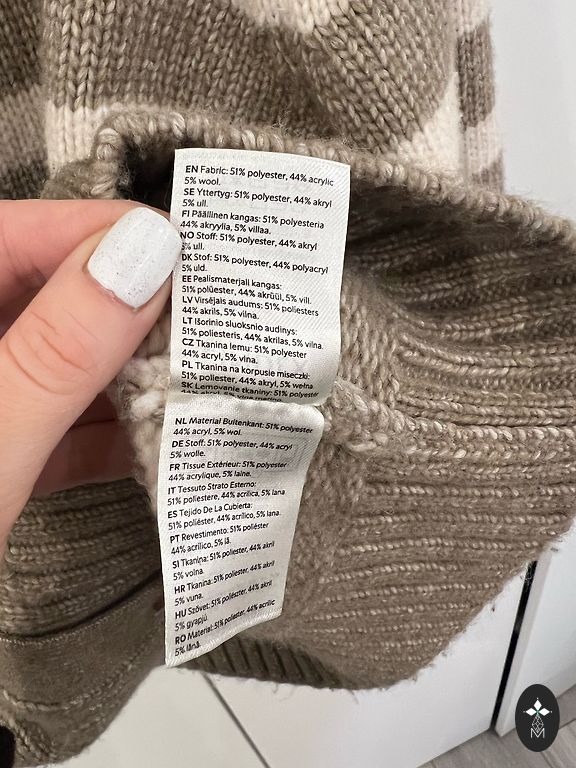 EN Fabric: 51% polyester, 44% acrylic
5% wool.
SE Yttertyg: 51% polyester, 44% akryl
5% ull.
FI Päällinen kangas: 51% polyesteria
44% akryylia, 5% villaa.
NO Stoff: 51% polyester, 44% akryl
5% ull.
DK Stof: 51% polyester, 44% polyacryl
5% uld.
EE Pealismaterjali kangas:
51% polüester, 44% akrüül, 5% vill.
LV Virsējais audums: 51% poliesters
44% akrils, 5% vilna.
LT Išorinio sluoksnio audinys:
51% poliesteris, 44% akrilas, 5% vilna.
CZ Tkanina lemu: 51% polyester
44% acryl, 5% vlna.
PL Tkanina na korpusie miseczki:
51% poliester, 44% akryl, 5% wełna
SK Lemovanie tkaniny: 51% polyester
44% akryl, 5%
NL Material Buitenkant: 51% polyester
44% acryl, 5% wol.
DE Stoff: 51% polyester, 44% acryl
5% wolle.
FR Tissue Extérieur: 51% polyester
44% acrylique, 5% laine.
IT Tessuto Strato Esterno:
51% poliestere, 44% acrilica, 5% lana
ES Tejido De La Cubierta:
51% poliéster, 44% acrílico, 5% lana.
PT Revestimento: 51% poliéster
44% acrílico, 5% lã.
SI Tkanina: 51% poliester, 44% akril
5% volna.
HR Tkanina: 51% poliester, 44% akril
5% vuna.
HU Szövet: 51% poliészter, 44% akril
5% gyapjú.
RO Material: 51% poliester, 44% acrilic
5% lână.